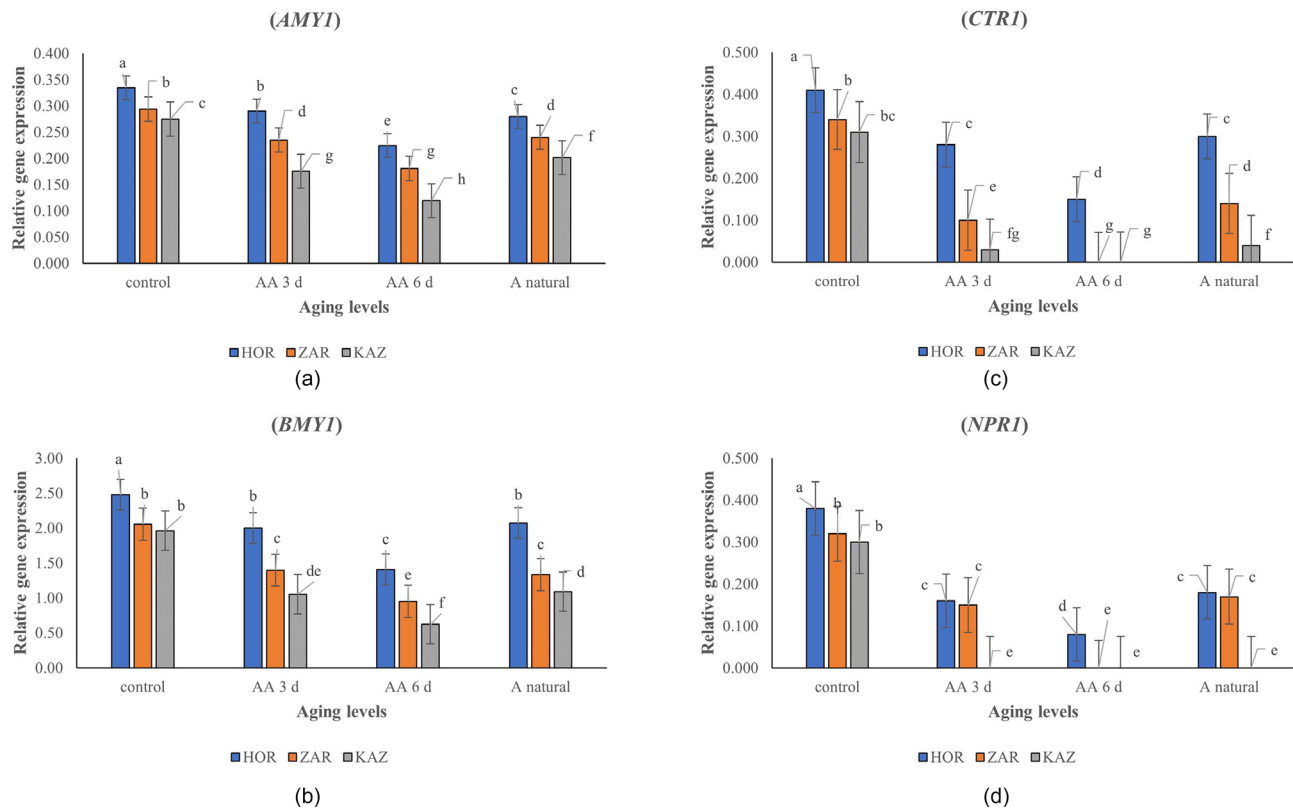 (AMY1)
0.400
0.350
0.300
0.250
0.200
0.150
0.100
0.050
0.000
Relative gene expression
a
b
c
b
d
g
e
g
h
c
d
f
control
AA 3 d
AA 6 d
A natural
Aging levels
HOR ZAR KAZ
(a)
(CTR1)
0.500
0.400
0.300
0.200
0.100
0.000
Relative gene expression
a
b
bc
c
e
fg
d
g
g
c
d
f
control
AA 3 d
AA 6 d
A natural
Aging levels
HOR ZAR KAZ
(c)
(BMY1)
3.00
2.50
2.00
1.50
1.00
0.50
0.00
Relative gene expression
a
b
b
b
c
de
c
e
f
b
c
d
control
AA 3 d
AA 6 d
A natural
Aging levels
HOR ZAR KAZ
(b)
(NPR1)
0.500
0.400
0.300
0.200
0.100
0.000
Relative gene expression
a
b
b
c
c
e
d
e
e
c
c
e
control
AA 3 d
AA 6 d
A natural
Aging levels
HOR ZAR KAZ
(d)